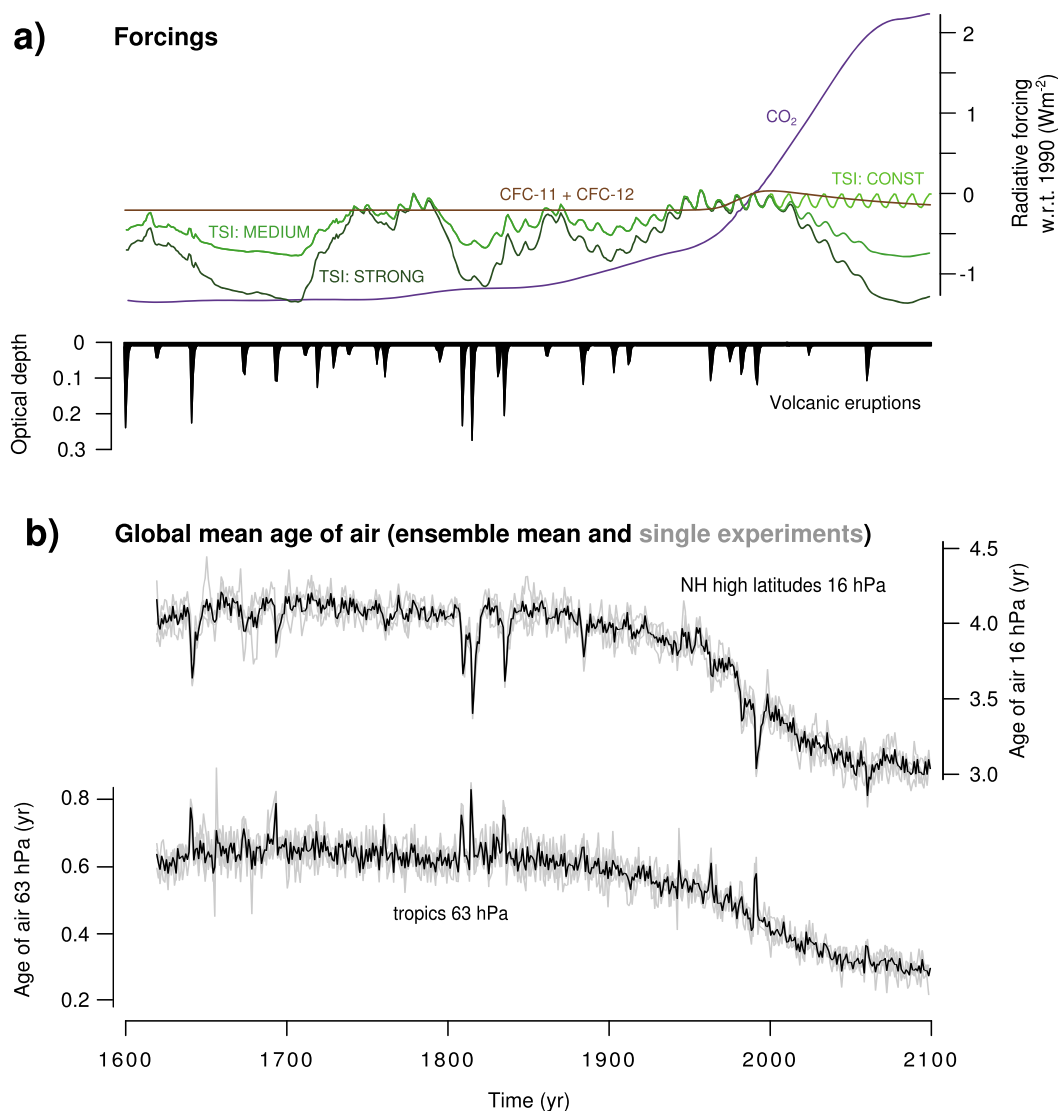 a)
Forcings
2
1
0
-1
Radiative forcing
w.r.t. 1990 (Wm-2)
CO2
TSI: CONST
CFC-11 + CFC-12
TSI: MEDIUM
TSI: STRONG
0
0.1
0.2
0.3
Optical depth
Volcanic eruptions
b)
Global mean age of air (ensemble mean and single experiments)
4.5
4.0
3.5
3.0
Age of air 16 hPa (yr)
NH high latitudes 16 hPa
0.8
0.6
0.4
0.2
Age of air 63 hPa (yr)
tropics 63 hPa
1600 1700 1800 1900 2000 2100
Time (yr)